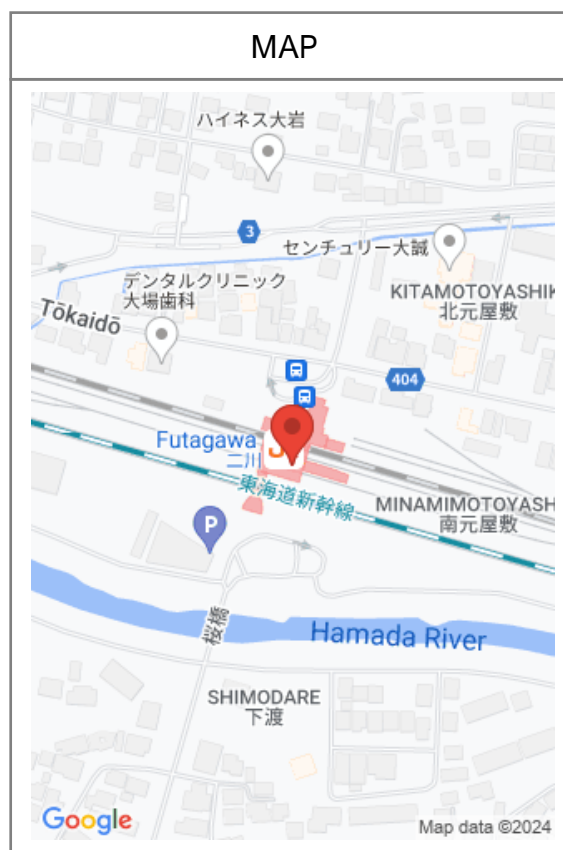 MAP
ハイネス大岩
3
センチュリー大誠
デンタルクリニック
大場歯科
KITAMOTOYASHIK
北元屋敷
Tōkaidō
404
Futagawa
二川
J
東海道新幹線
MINAMIMOTOYASH
南元屋敷
P
桜橋
Hamada River
SHIMODARE
下渡
Google
Map data ©2024